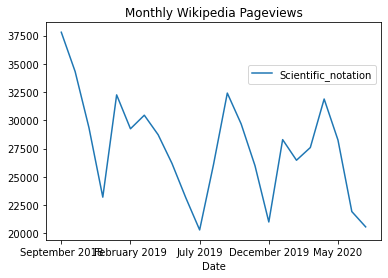 Monthly Wikipedia Pageviews
37500
35000
32500
30000
27500
25000
22500
20000
Scientific_notation
September 2018 February 2019 July 2019 December 2019 May 2020
Date